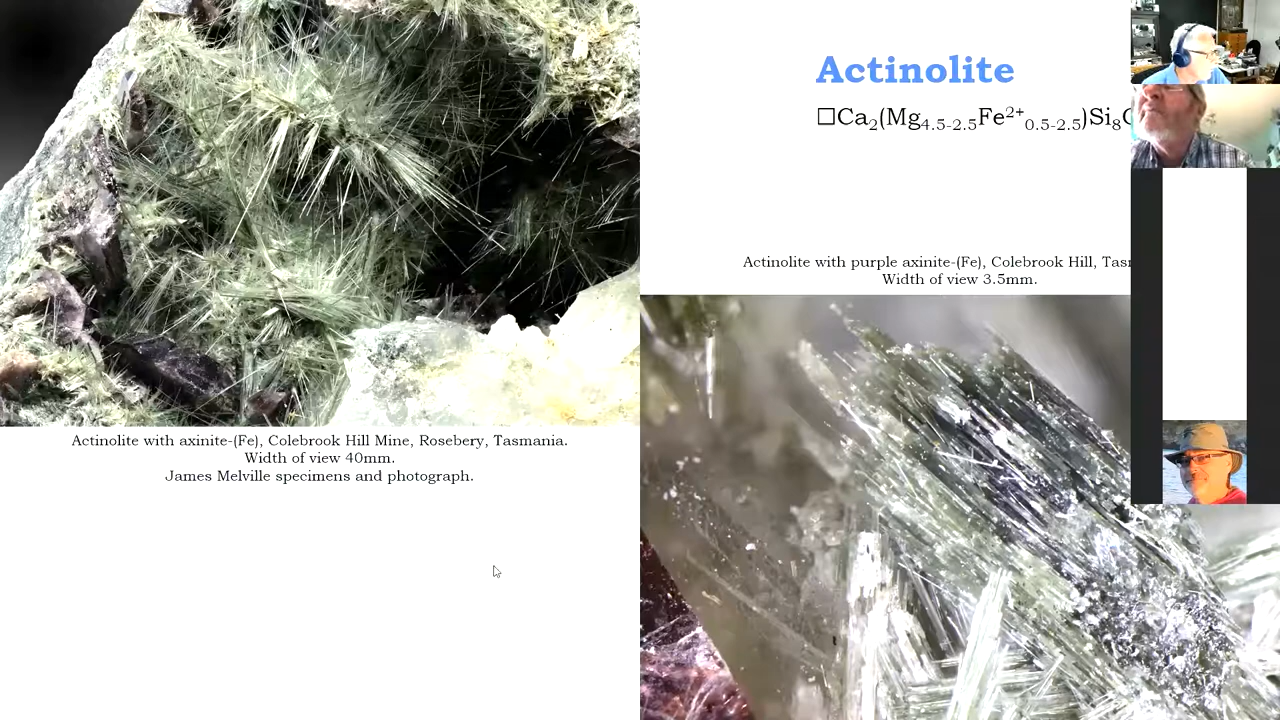 Actinolite
☐Ca₂(Mg₄.₅₋₂.₅Fe²⁺₀.₅₋₂.₅)Si₈
Actinolite with purple axinite-(Fe), Colebrook Hill,
Width of view 3.5mm.
Actinolite with axinite-(Fe), Colebrook Hill Mine, Rosebery, Tasmania.
Width of view 40mm.
James Melville specimens and photograph.